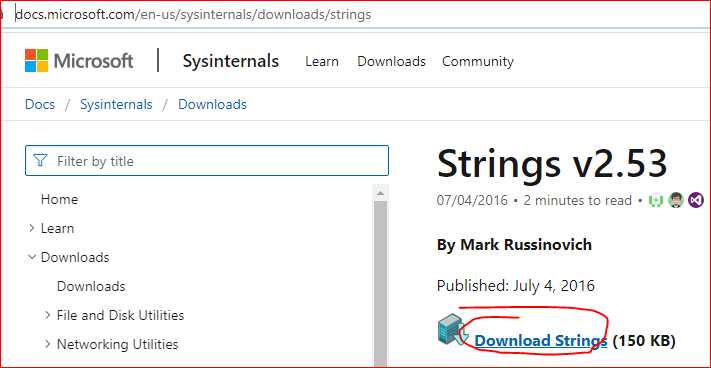 docs.microsoft.com/en-us/sysinternals/downloads/strings
Microsoft | Sysinternals Learn Downloads Community
Docs / Sysinternals / Downloads
Filter by title
Home
Learn
Downloads
Downloads
File and Disk Utilities
Networking Utilities
Strings v2.53
07/04/2016 • 2 minutes to read •
By Mark Russinovich
Published: July 4, 2016
Download Strings (150 KB)